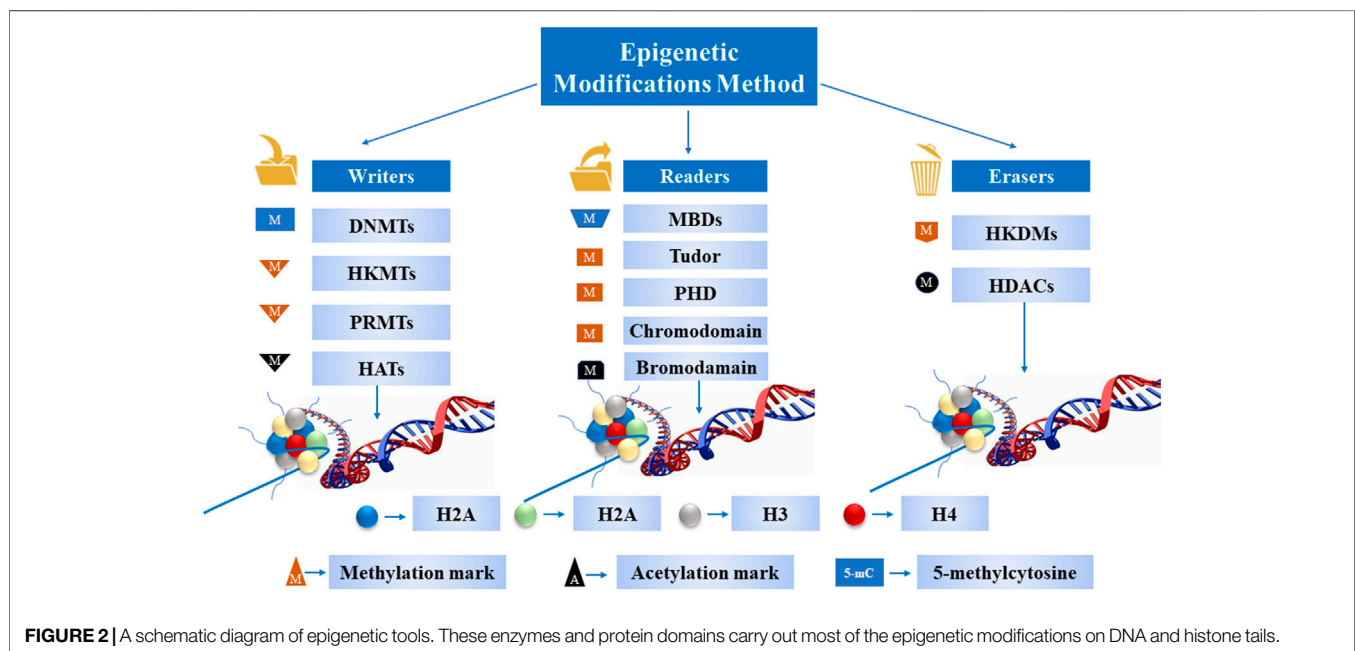 Epigenetic
Modifications Method
Writers
Readers
Erasers
M
DNMTs
M
MBDs
M
HKDMs
M
HKMTs
M
Tudor
M
HDACs
M
PHD
M
PRMTs
M
Chromodomain
M
HATs
M
Bromodamain
H2A
H2A
H3
H4
M
Methylation mark
A
Acetylation mark
5-mC
5-methylcytosine
FIGURE 2 | A schematic diagram of epigenetic tools. These enzymes and protein domains carry out most of the epigenetic modifications on DNA and histone tails.